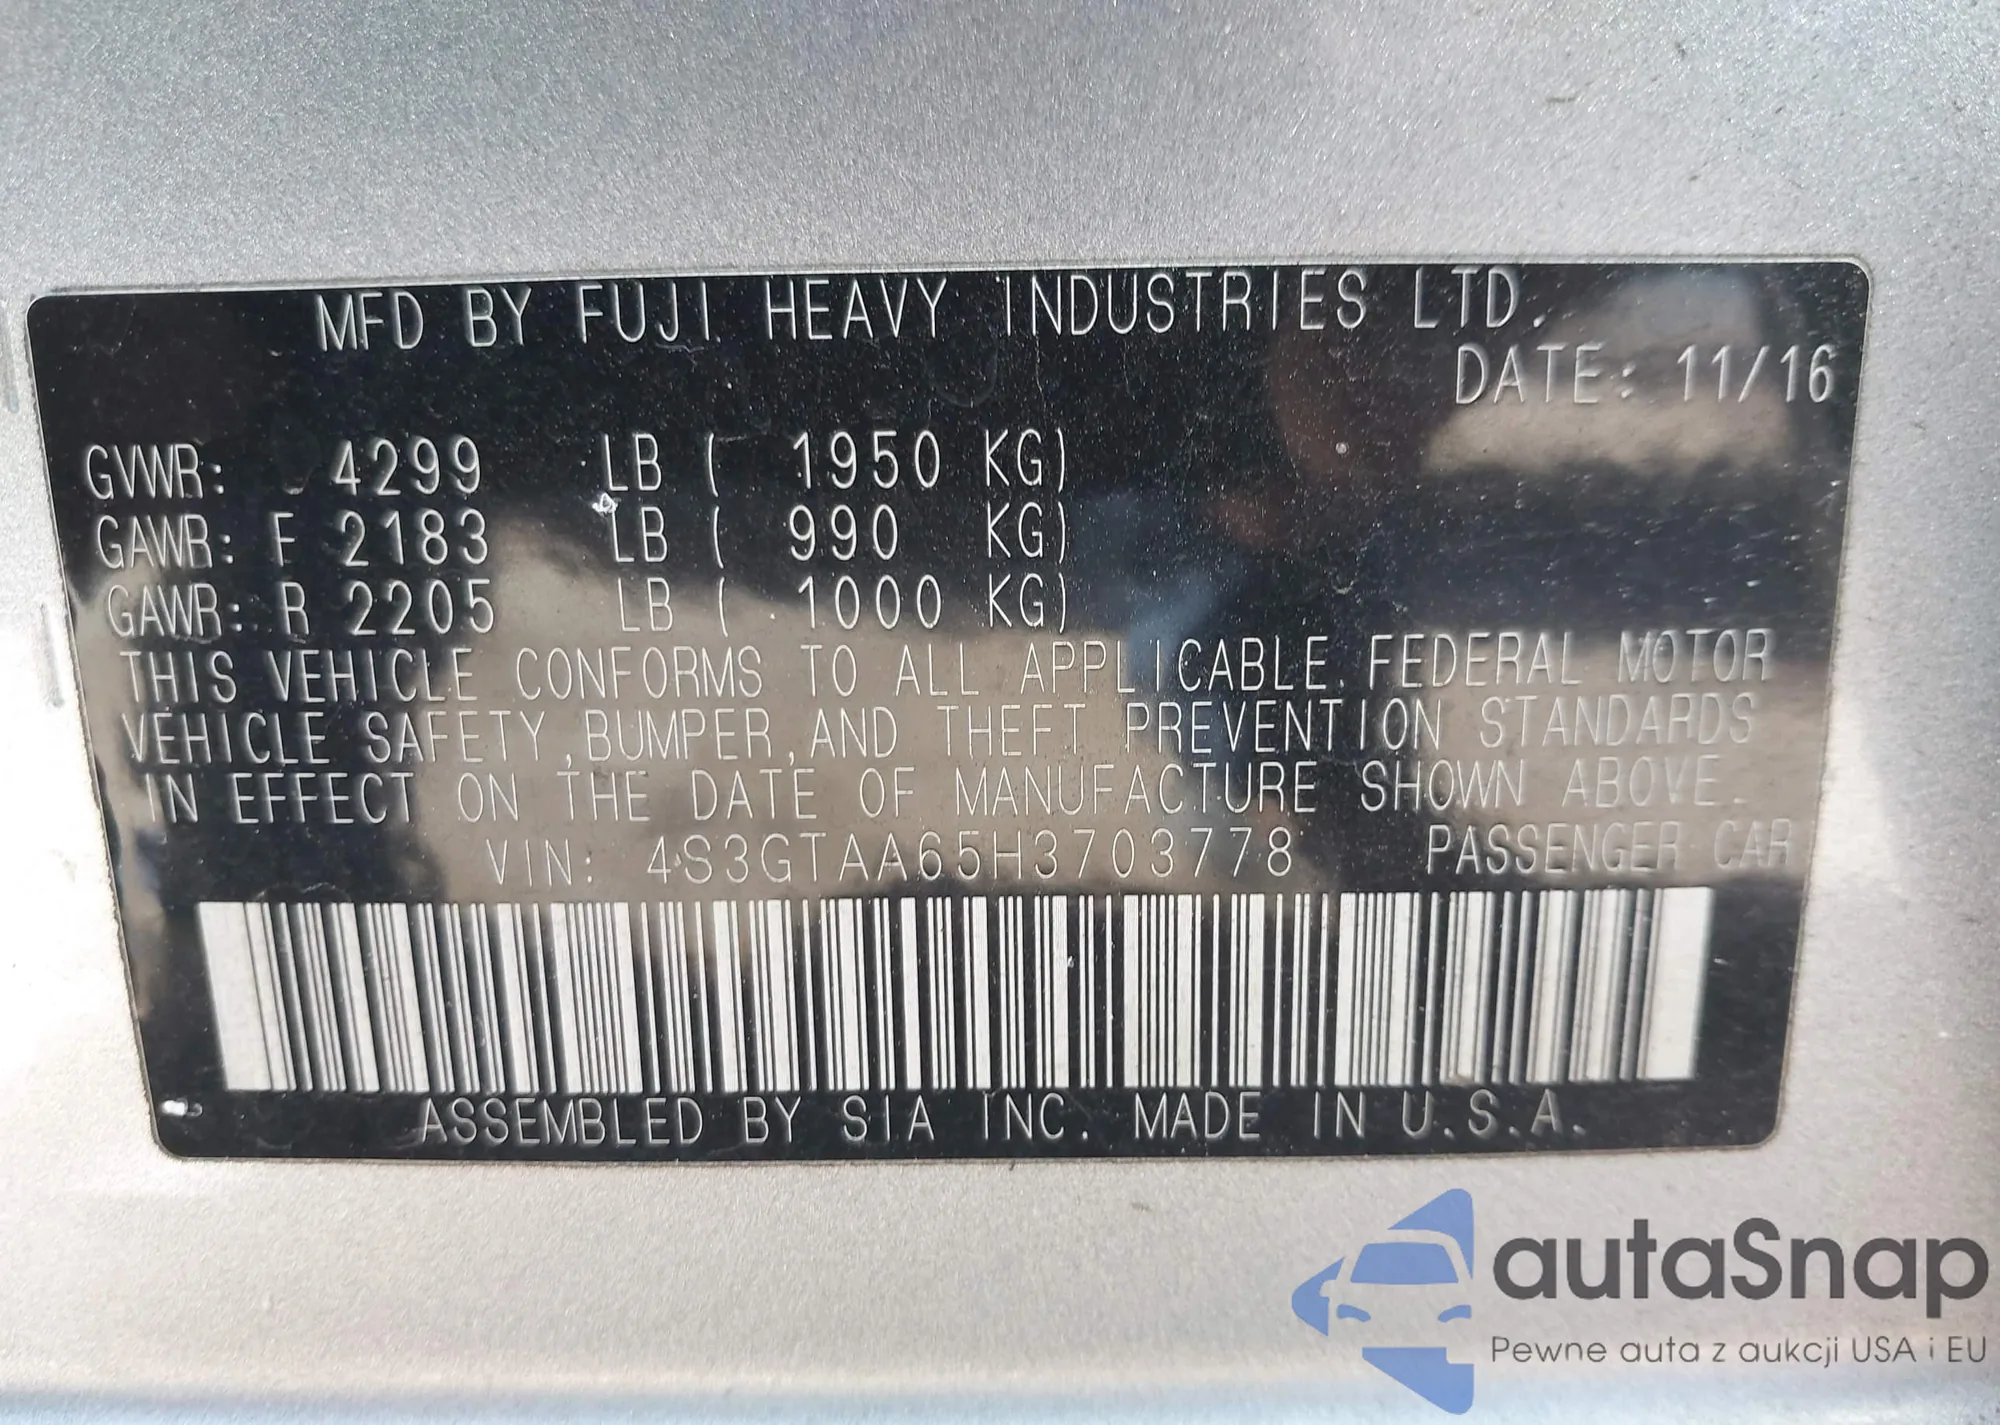 MFD BY FUJI HEAVY INDUSTRIES LTD.
DATE: 11/16
GVWR: 4299 LB ( 1950 KG)
GAWR: F 2183 LB ( 990 KG)
GAWR: R 2205 LB ( 1000 KG)
THIS VEHICLE CONFORMS TO ALL APPLICABLE FEDERAL MOTOR
VEHICLE SAFETY,BUMPER,AND THEFT PREVENTION STANDARDS
IN EFFECT ON THE DATE OF MANUFACTURE SHOWN ABOVE.
VIN: 4S3GTAA65H3703778 PASSENGER CAR
ASSEMBLED BY SIA INC. MADE IN U.S.A.
autaSnap
Pewne auta z aukcji USA i EU